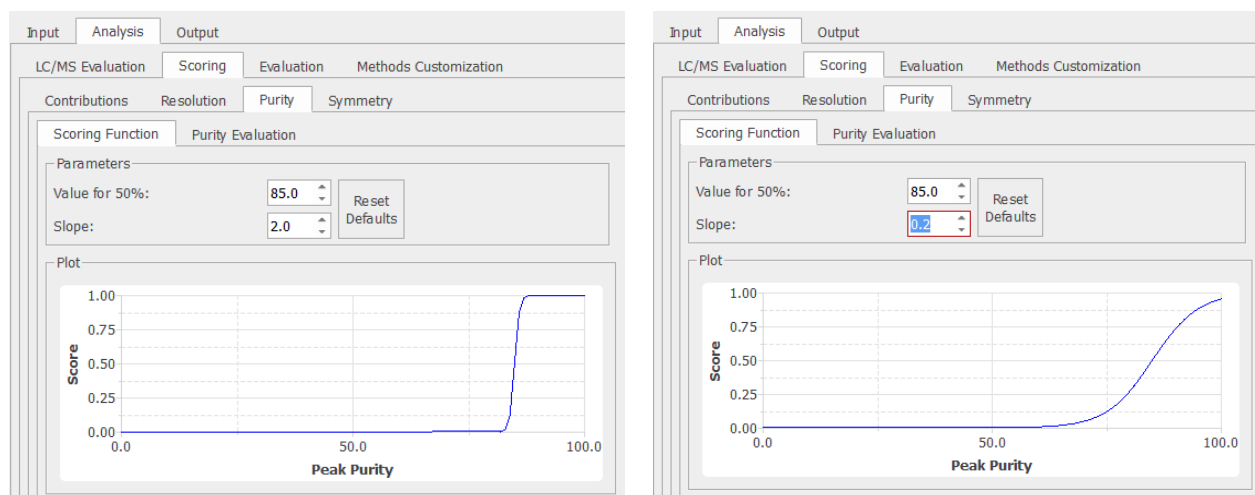 Input Analysis Output
LC/MS Evaluation Scoring Evaluation Methods Customization
Contributions Resolution Purity Symmetry
Scoring Function Purity Evaluation
Parameters
Value for 50%: 85.0
Slope: 2.0
Reset
Defaults
Plot
1.00
0.75
0.50
0.25
0.00
Score
0.0 50.0 100.0
Peak Purity
Input Analysis Output
LC/MS Evaluation Scoring Evaluation Methods Customization
Contributions Resolution Purity Symmetry
Scoring Function Purity Evaluation
Parameters
Value for 50%: 85.0
Slope: 0.2
Reset
Defaults
Plot
1.00
0.75
0.50
0.25
0.00
Score
0.0 50.0 100.0
Peak Purity